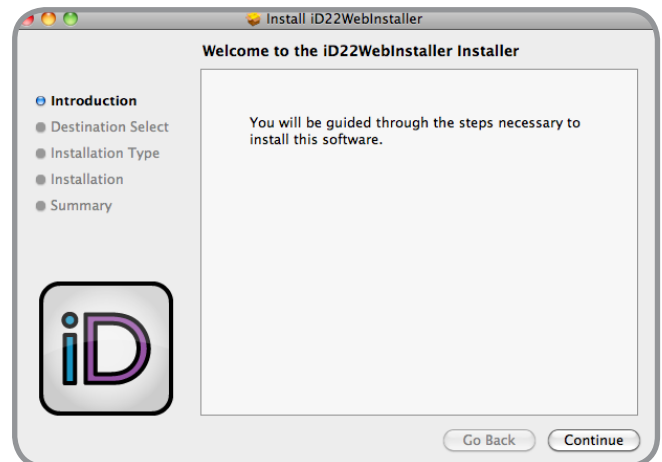 Install iD22WebInstaller
Welcome to the iD22WebInstaller Installer
Introduction
Destination Select
Installation Type
Installation
Summary
You will be guided through the steps necessary to
install this software.
iD
Go Back
Continue